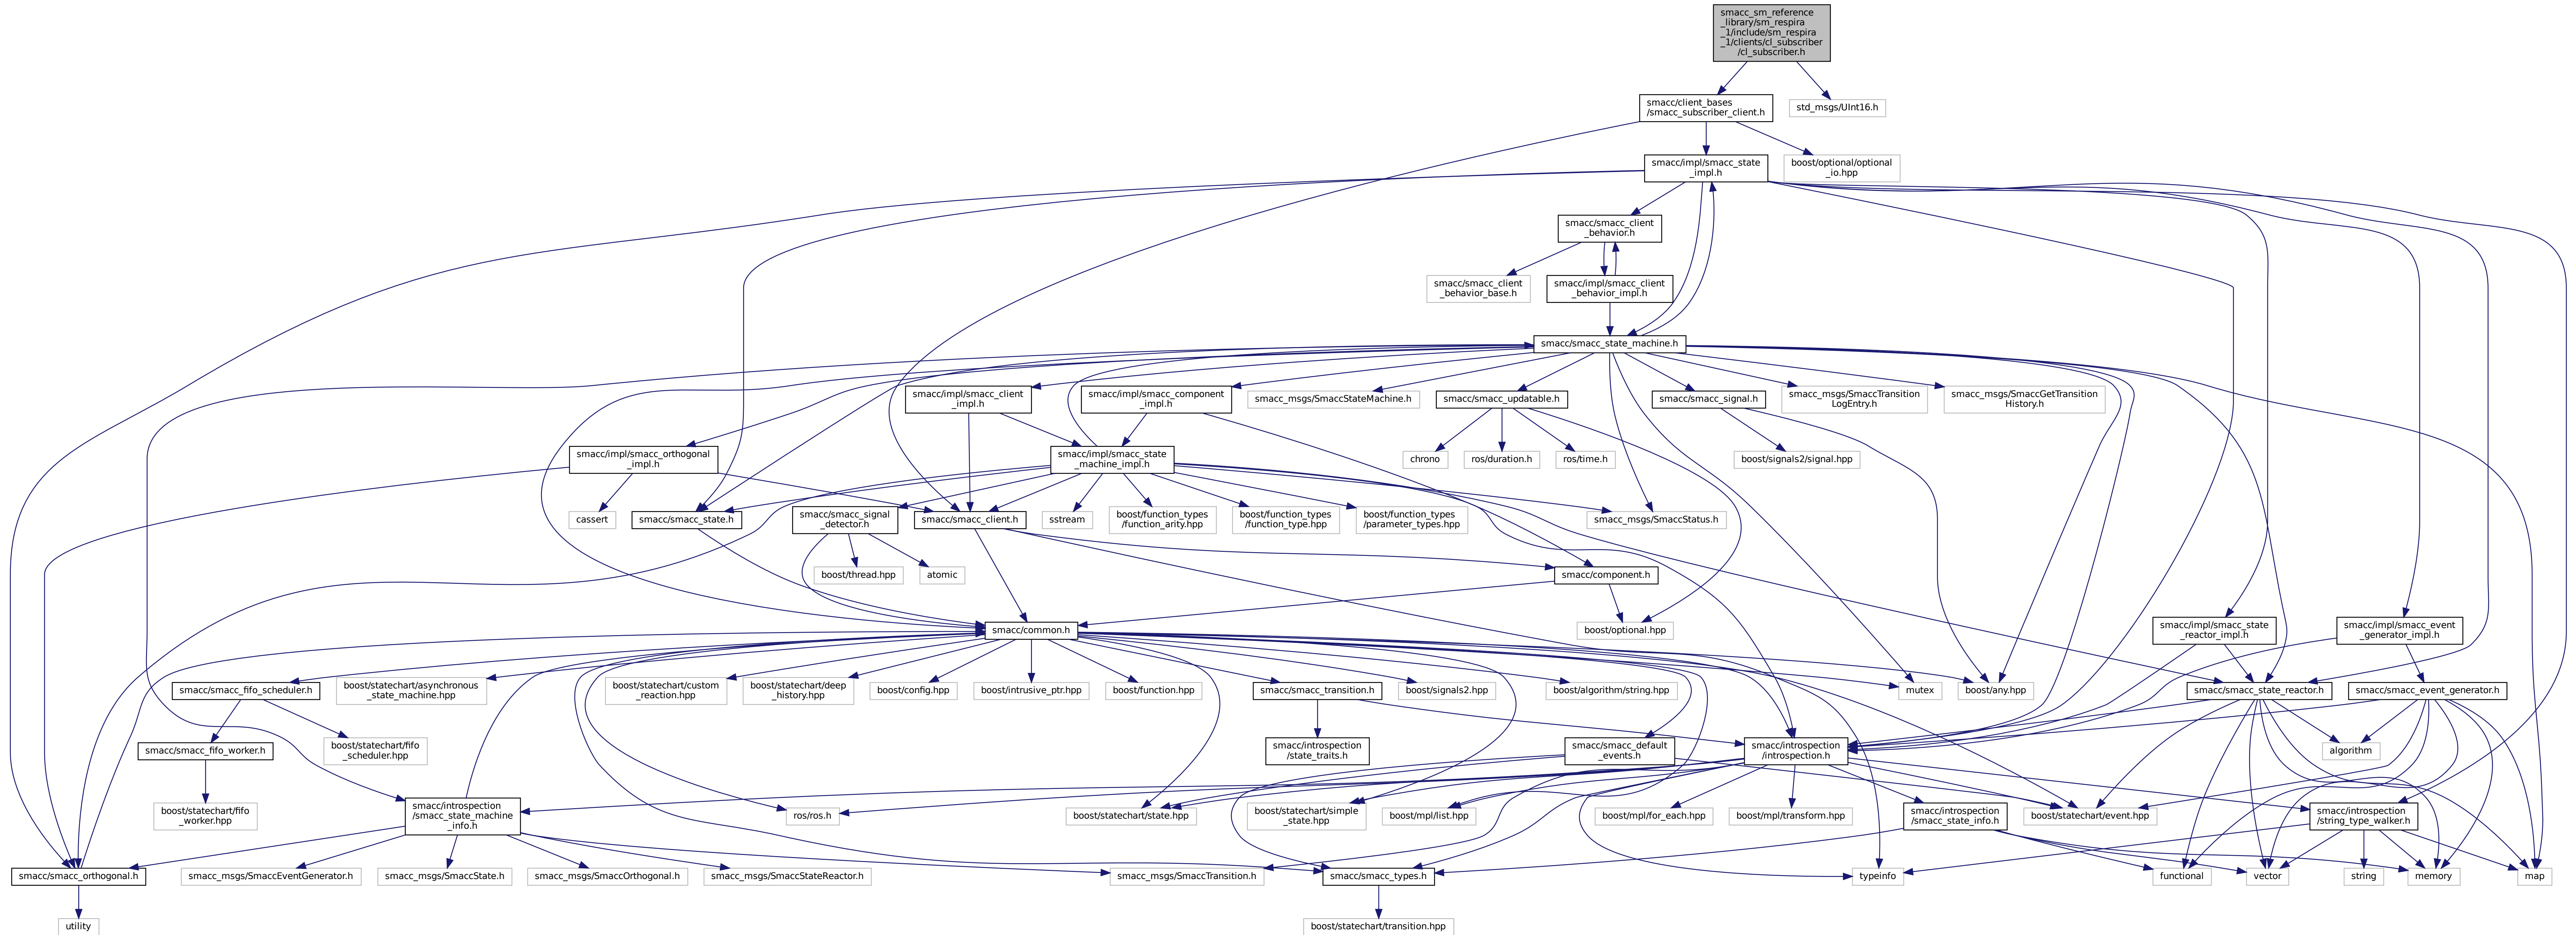 smacc_sm_reference
_library/sm_respira
_1/include/sm_respira
_1/clients/cl_subscriber
/cl_subscriber.h
smacc/client_bases
/smacc_subscriber_client.h
std_msgs/UInt16.h
smacc/impl/smacc_state
_impl.h
boost/optional/optional
_io.hpp
smacc/smacc_client
_behavior.h
smacc/smacc_client
_behavior_base.h
smacc/impl/smacc_client
_behavior_impl.h
smacc/smacc_state_machine.h
smacc/impl/smacc_client
_impl.h
smacc/impl/smacc_component
_impl.h
smacc_msgs/SmaccStateMachine.h
smacc/smacc_updatable.h
smacc/smacc_signal.h
smacc_msgs/SmaccTransition
LogEntry.h
smacc_msgs/SmaccGetTransition
History.h
smacc/impl/smacc_orthogonal
_impl.h
smacc/impl/smacc_state
_machine_impl.h
chrono
ros/duration.h
ros/time.h
boost/signals2/signal.hpp
cassert
smacc/smacc_state.h
smacc/smacc_signal
_detector.h
smacc/smacc_client.h
sstream
boost/function_types
/function_arity.hpp
boost/function_types
/function_type.hpp
boost/function_types
/parameter_types.hpp
smacc_msgs/SmaccStatus.h
boost/thread.hpp
atomic
smacc/component.h
smacc/common.h
boost/optional.hpp
smacc/impl/smacc_state
_reactor_impl.h
smacc/impl/smacc_event
_generator_impl.h
smacc/smacc_fifo_scheduler.h
boost/statechart/asynchronous
_state_machine.hpp
boost/statechart/custom
_reaction.hpp
boost/statechart/deep
_history.hpp
boost/config.hpp
boost/intrusive_ptr.hpp
boost/function.hpp
smacc/smacc_transition.h
boost/signals2.hpp
boost/algorithm/string.hpp
mutex
boost/any.hpp
smacc/smacc_state_reactor.h
smacc/smacc_event_generator.h
smacc/smacc_fifo_worker.h
boost/statechart/fifo
_scheduler.hpp
smacc/introspection
/state_traits.h
smacc/smacc_default
_events.h
smacc/introspection
/introspection.h
algorithm
boost/statechart/fifo
_worker.hpp
smacc/introspection
/smacc_state_machine
_info.h
ros/ros.h
boost/statechart/state.hpp
boost/statechart/simple
_state.hpp
boost/mpl/list.hpp
boost/mpl/for_each.hpp
boost/mpl/transform.hpp
smacc/introspection
/smacc_state_info.h
boost/statechart/event.hpp
smacc/introspection
/string_type_walker.h
smacc/smacc_orthogonal.h
smacc_msgs/SmaccEventGenerator.h
smacc_msgs/SmaccState.h
smacc_msgs/SmaccOrthogonal.h
smacc_msgs/SmaccStateReactor.h
smacc_msgs/SmaccTransition.h
smacc/smacc_types.h
typeinfo
functional
vector
string
memory
map
utility
boost/statechart/transition.hpp